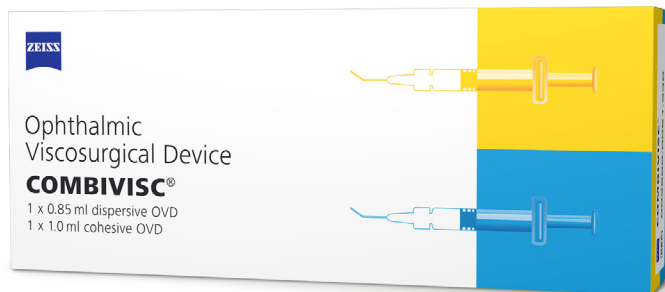 ZEISS
Ophthalmic
Viscosurgical Device
COMBIVISC®
1 x 0.85 ml dispersive OVD
1 x 1.0 ml cohesive OVD